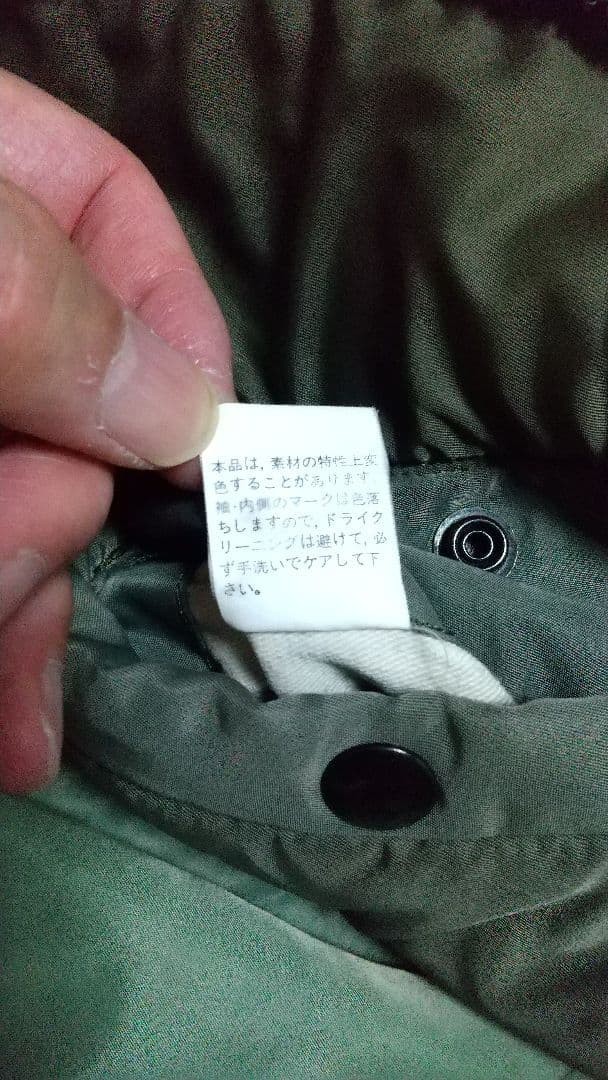 本品は,素材の特性上変
色することがあります。
袖・内側のマークは色落
ちしますので,ドライク
リーニングは避けて,必
ず手洗いでケアして下
さい。